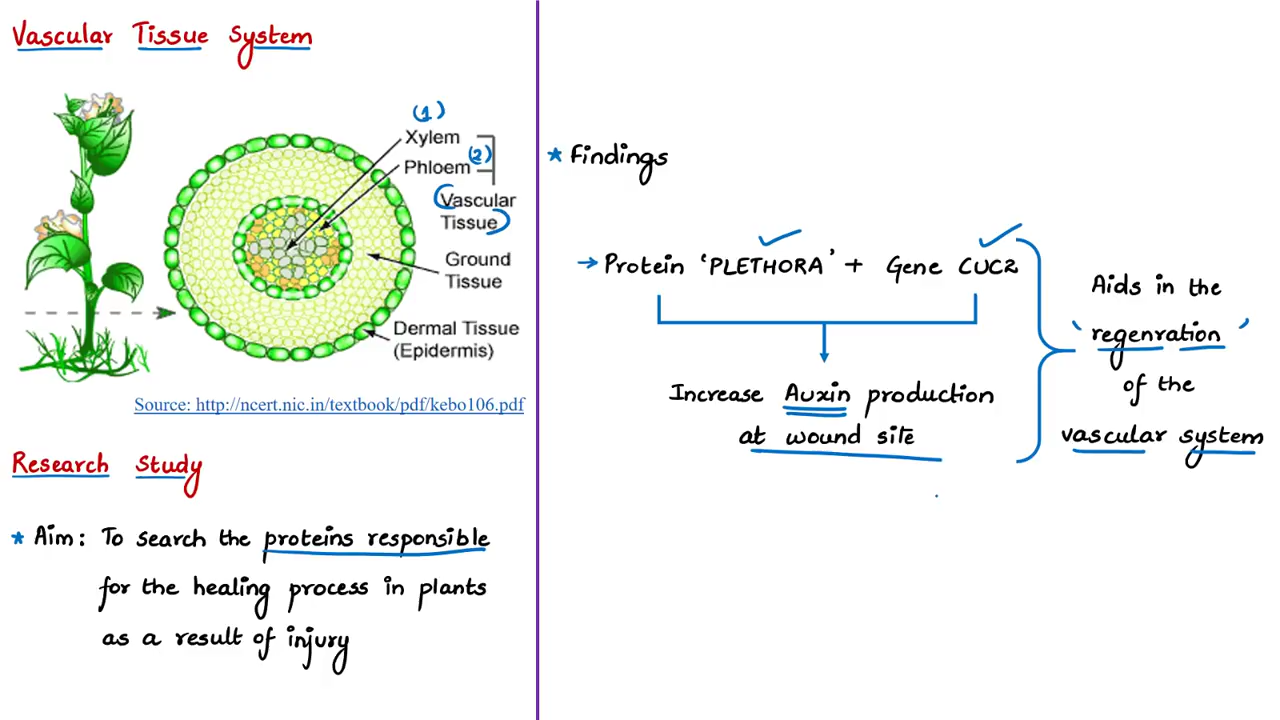 Vascular Tissue System
(1)
Xylem
Phloem (2)
(Vascular
Tissue)
Ground
Tissue
Dermal Tissue
(Epidermis)
Source: http://ncert.nic.in/textbook/pdf/kebo106.pdf
Research Study
* Aim: To search the proteins responsible
for the healing process in plants
as a result of injury
* Findings
→ Protein ‘PLETHORA’ + Gene CUC2
Increase Auxin production
at wound site
Aids in the
‘regenration’
of the
vascular system